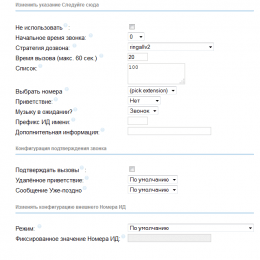 Изменить указание Следуйте сюда
Не использовать
Начальное время звонка: 0
Стратегия дозвона: ringallv2
Время вызова (макс. 60 сек.) 20
Список:
Выбрать номера (pick extension)
Приветствие: Нет
Музыку в ожидании? Звонок
Префикс ИД имени:
Дополнительная информация:
Конфигурация подтверждения звонка
Подтверждать вызовы
Удалённое приветствие По умолчанию
Сообщение Уже-поздно По умолчанию
Изменить конфигурацию внешнего Номера ИД
Режим: По умолчанию
Фиксированное значение Номера ИД: